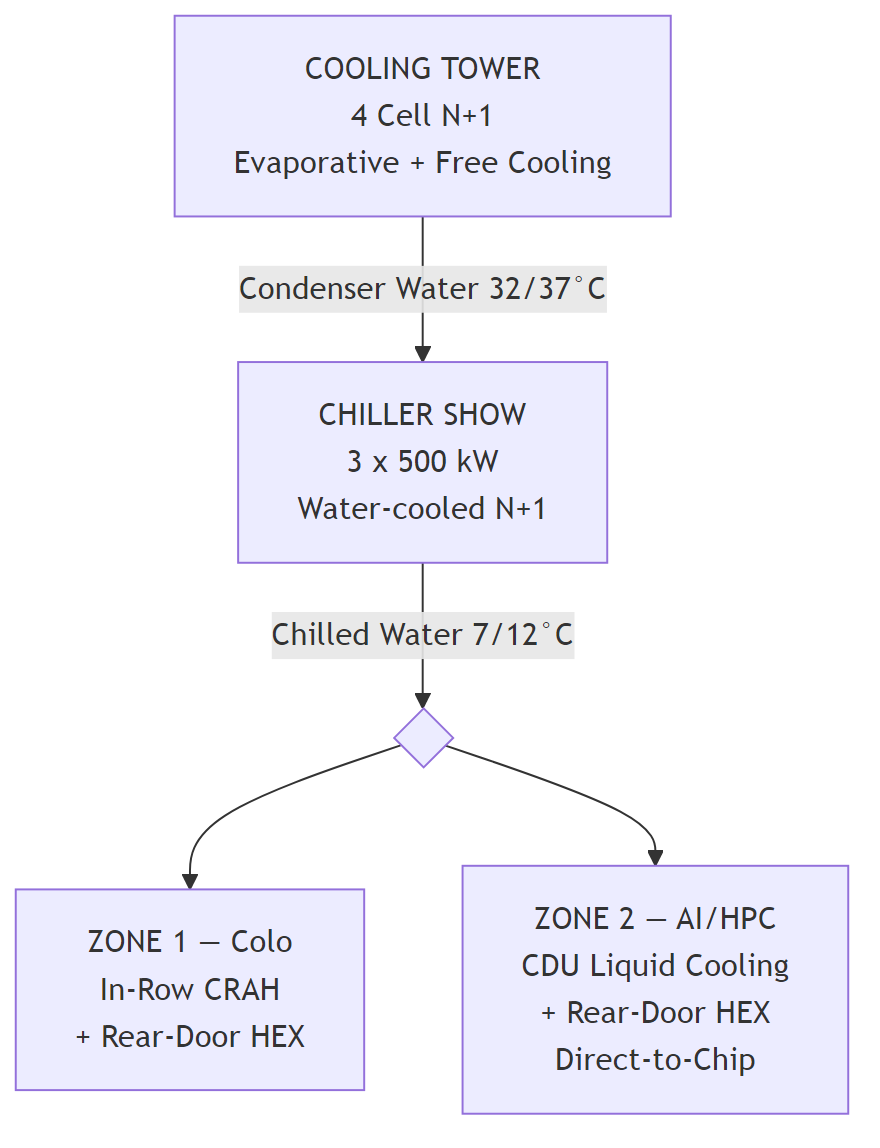 COOLING TOWER
4 Cell N+1
Evaporative + Free Cooling
Condenser Water 32/37°C
CHILLER SHOW
3 x 500 kW
Water-cooled N+1
Chilled Water 7/12°C
ZONE 1 — Colo
In-Row CRAH
+ Rear-Door HEX
ZONE 2 — AI/HPC
CDU Liquid Cooling
+ Rear-Door HEX
Direct-to-Chip